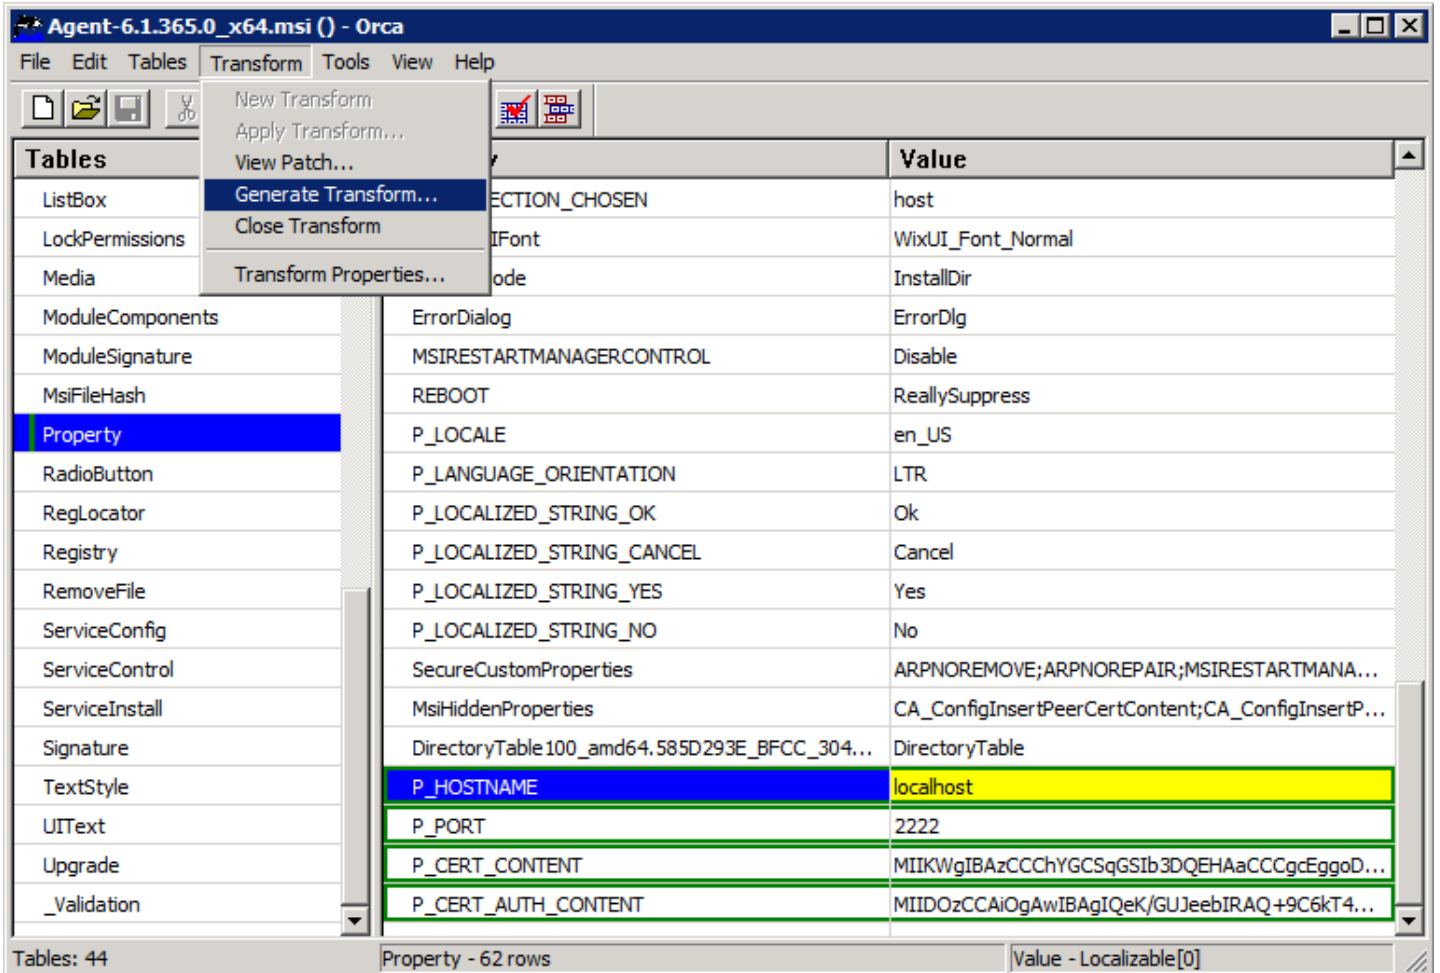 Agent-6.1.365.0_x64.msi () - Orca
File Edit Tables Transform Tools View Help
New Transform
Apply Transform...
View Patch...
Generate Transform...
Close Transform
Transform Properties...
Tables Value
ListBox ECTION_CHOSEN host
LockPermissions IFont WixUI_Font_Normal
Media ode InstallDir
ModuleComponents ErrorDialog ErrorDlg
ModuleSignature MSIRESTARTMANAGERCONTROL Disable
MsiFileHash REBOOT ReallySuppress
Property P_LOCALE en_US
RadioButton P_LANGUAGE_ORIENTATION LTR
RegLocator P_LOCALIZED_STRING_OK Ok
Registry P_LOCALIZED_STRING_CANCEL Cancel
RemoveFile P_LOCALIZED_STRING_YES Yes
ServiceConfig P_LOCALIZED_STRING_NO No
ServiceControl SecureCustomProperties ARPNOREMOVE;ARPNOREPAIR;MSIRESTARTMANA...
ServiceInstall MsiHiddenProperties CA_ConfigInsertPeerCertContent;CA_ConfigInsertP...
Signature DirectoryTable100_amd64.585D293E_BFCC_304... DirectoryTable
TextStyle P_HOSTNAME localhost
UIText P_PORT 2222
Upgrade P_CERT_CONTENT MIIKWgIBAzCCChYGCSqGSIb3DQEHAaCCCgcEggoD...
_Validation P_CERT_AUTH_CONTENT MIIDOzCCAiOgAwIBAgIQeK/GUJeebIRAQ+9C6kT4...
Tables: 44 Property - 62 rows Value - Localizable[0]